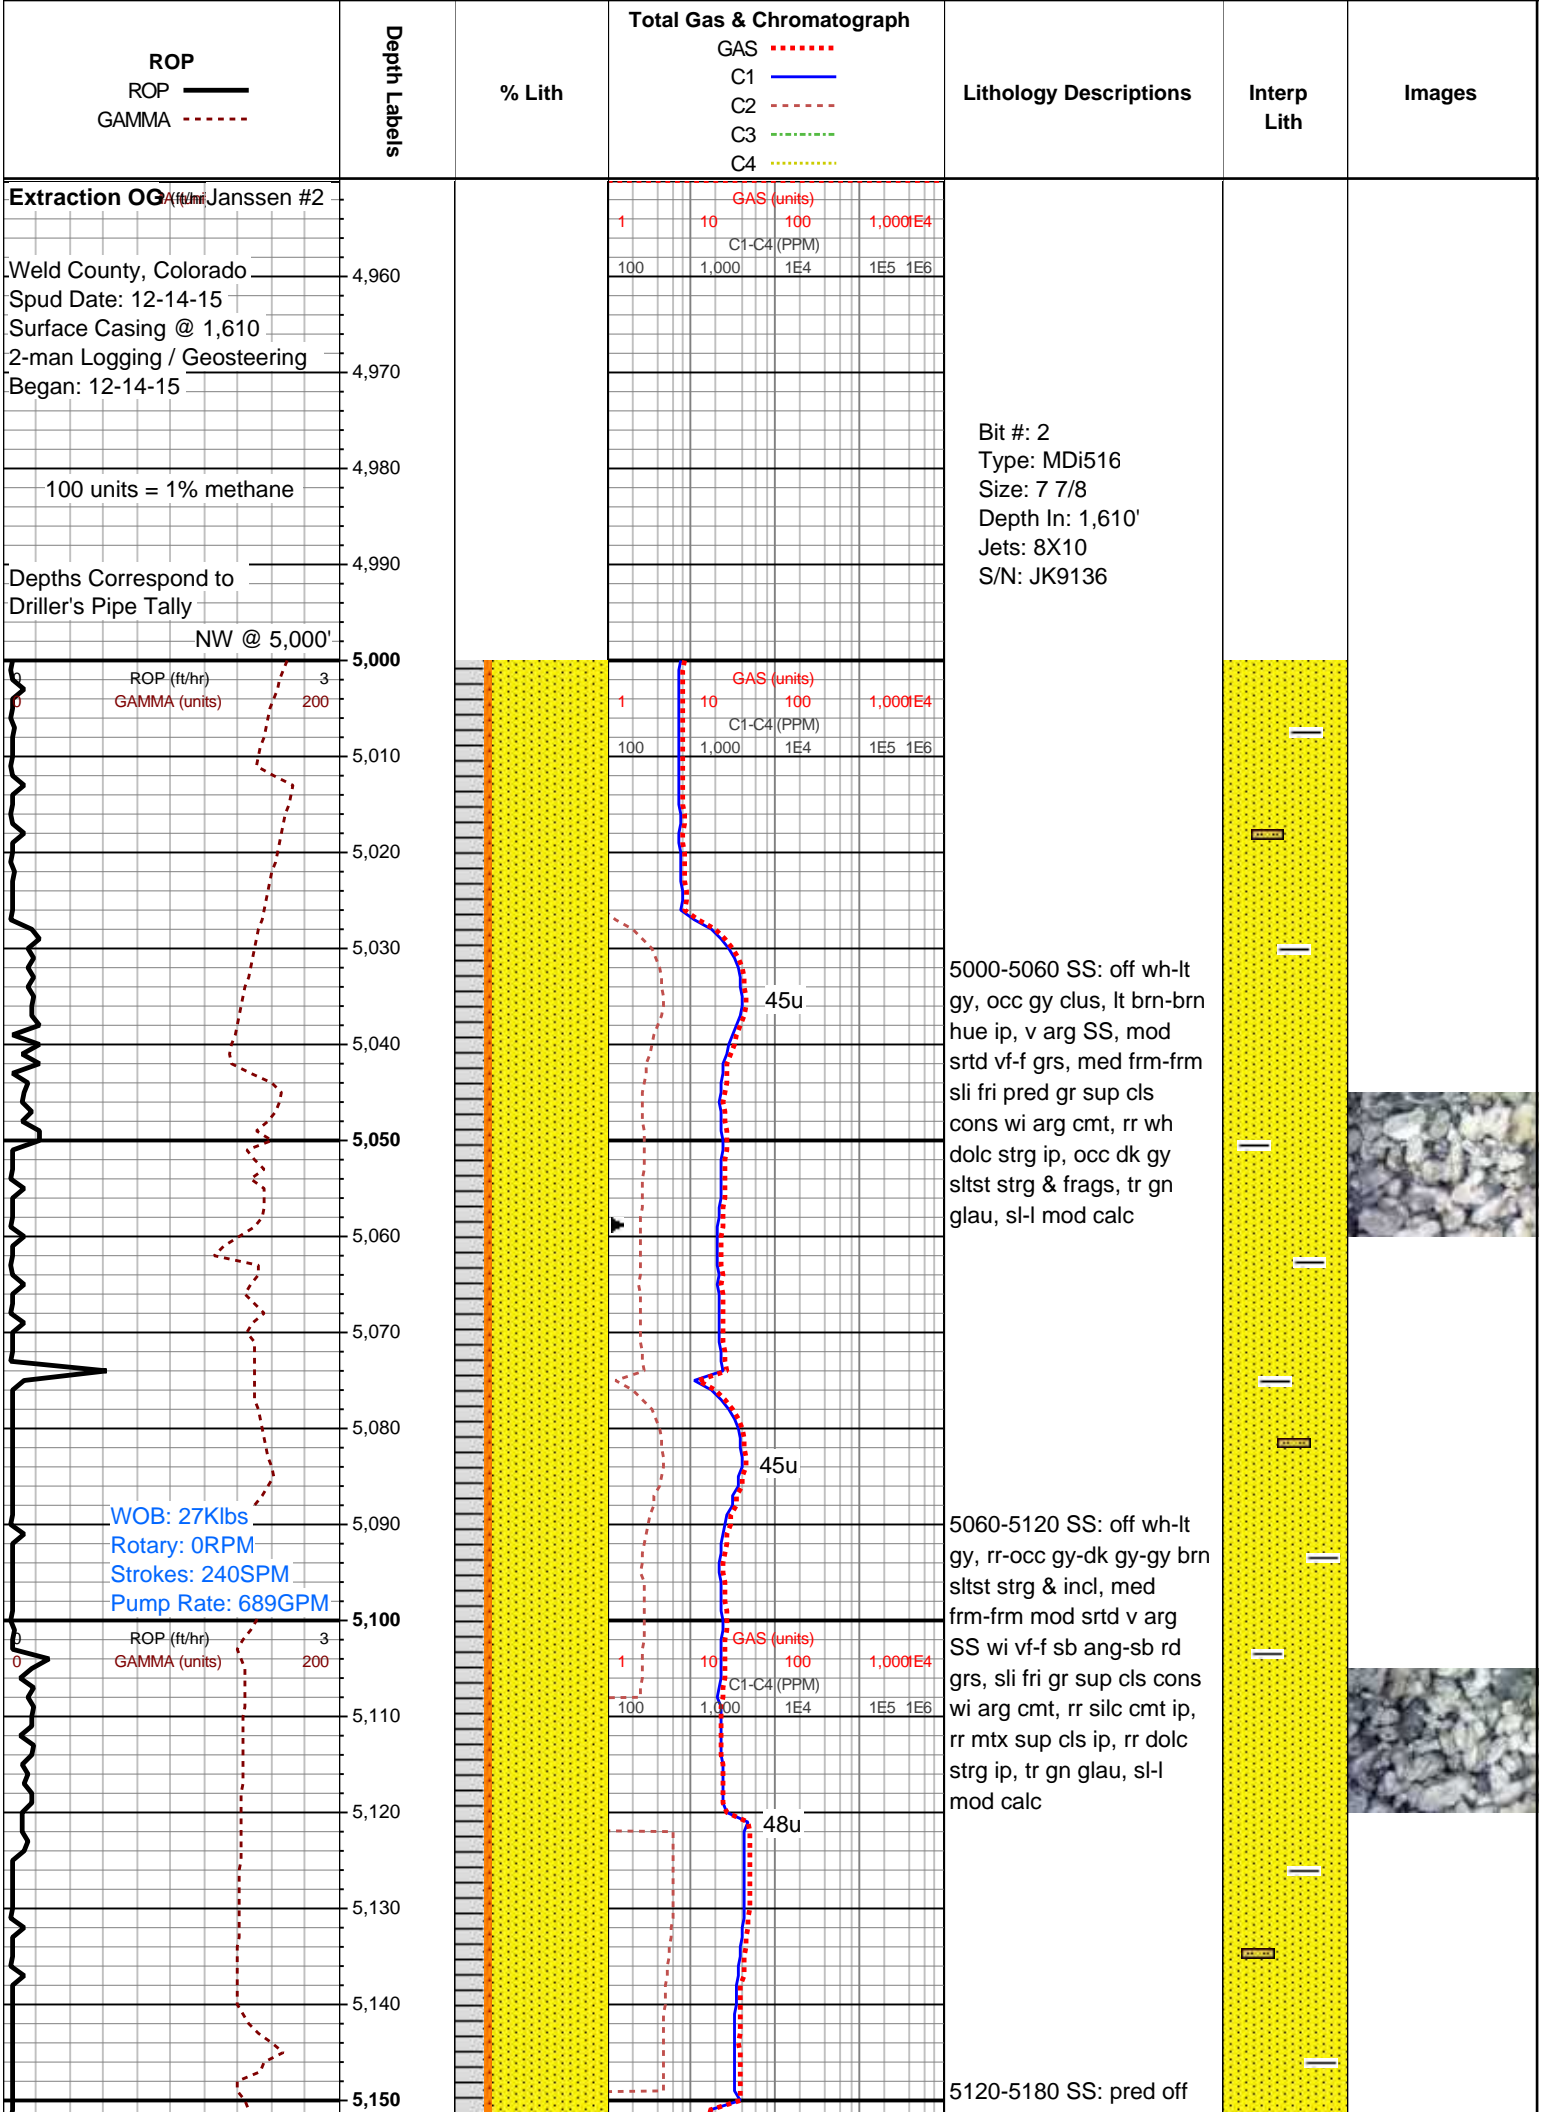 ROP
ROP
GAMMA
Depth Labels
% Lith
Total Gas & Chromatograph
GAS
C1
C2
C3
C4
Lithology Descriptions
Interp
Lith
Images
Extraction OG Janssen #2
Weld County, Colorado
Spud Date: 12-14-15
Surface Casing @ 1,610
2-man Logging / Geosteering
Began: 12-14-15
100 units = 1% methane
Depths Correspond to
Driller's Pipe Tally
NW @ 5,000'
GAS (units)
1 10 100 1,000 1E4
C1-C4 (PPM)
100 1,000 1E4 1E5 1E6
4,960
4,970
4,980
4,990
Bit #: 2
Type: MDi516
Size: 7 7/8
Depth In: 1,610'
Jets: 8X10
S/N: JK9136
5,000
0 ROP (ft/hr) 3
0 GAMMA (units) 200
GAS (units)
1 10 100 1,000 1E4
C1-C4 (PPM)
100 1,000 1E4 1E5 1E6
5,010
5,020
5,030
45u
5,040
5,050
5,060
5,070
5,080
45u
5,090
5000-5060 SS: off wh-lt
gy, occ gy clus, lt brn-brn
hue ip, v arg SS, mod
srtd vf-f grs, med frm-frm
sli fri pred gr sup cls
cons wi arg cmt, rr wh
dolc strg ip, occ dk gy
sltst strg & frags, tr gn
glau, sl-l mod calc
WOB: 27Klbs
Rotary: 0RPM
Strokes: 240SPM
Pump Rate: 689GPM
5,100
0 ROP (ft/hr) 3
0 GAMMA (units) 200
GAS (units)
1 10 100 1,000 1E4
C1-C4 (PPM)
100 1,000 1E4 1E5 1E6
5,110
5,120
48u
5,130
5,140
5,150
5060-5120 SS: off wh-lt
gy, rr-occ gy-dk gy-gy brn
sltst strg & incl, med
frm-frm mod srtd v arg
SS wi vf-f sb ang-sb rd
grs, sli fri gr sup cls cons
wi arg cmt, rr silc cmt ip,
rr mtx sup cls ip, rr dolc
strg ip, tr gn glau, sl-l
mod calc
5120-5180 SS: pred off